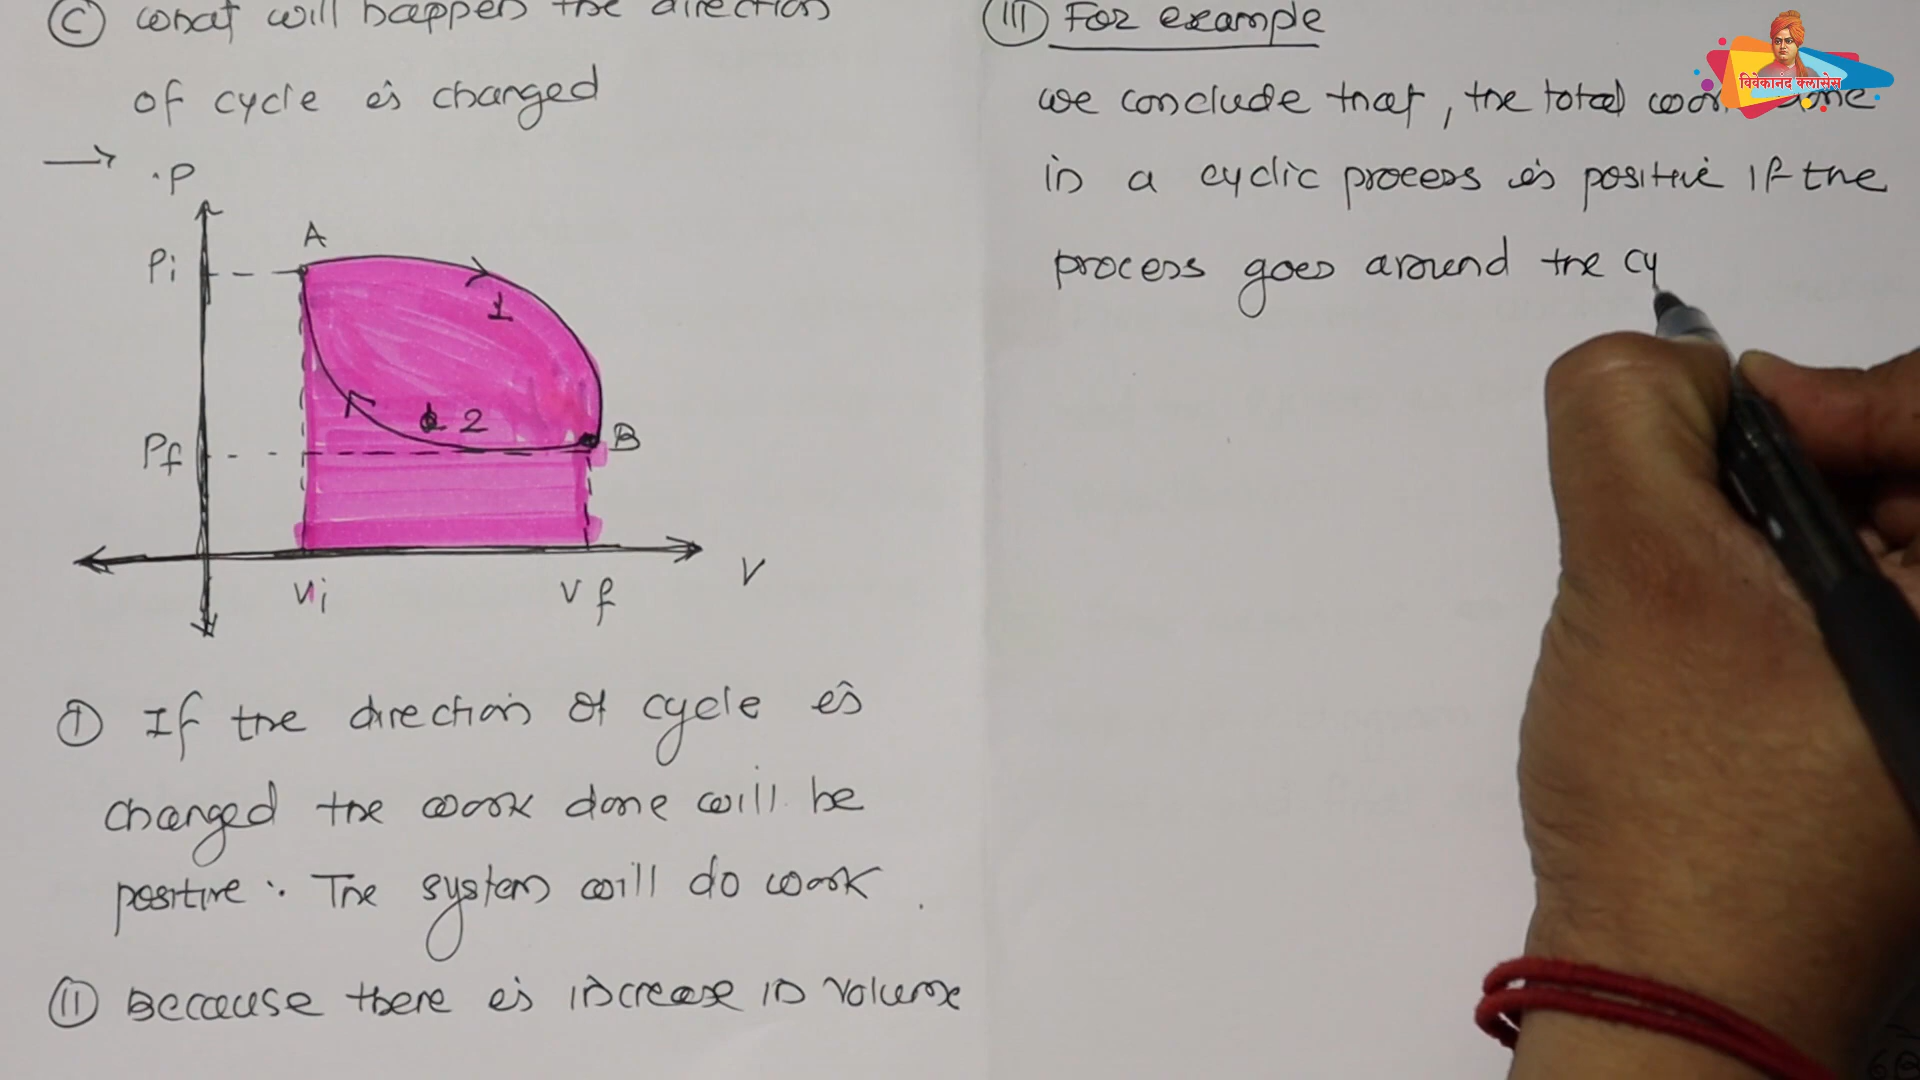 C what will happen the direction
of cycle is changed
P
A
Pi
1
2
B
Pf
V
Vi
Vf
I If the direction of cycle is
changed the work done will be
positive ∵ The system will do work .
II Because there is increase in volume
III For example
we conclude that, the total work done
in a cyclic process is positive if the
process goes around the cy
विवेकानंद क्लासेस